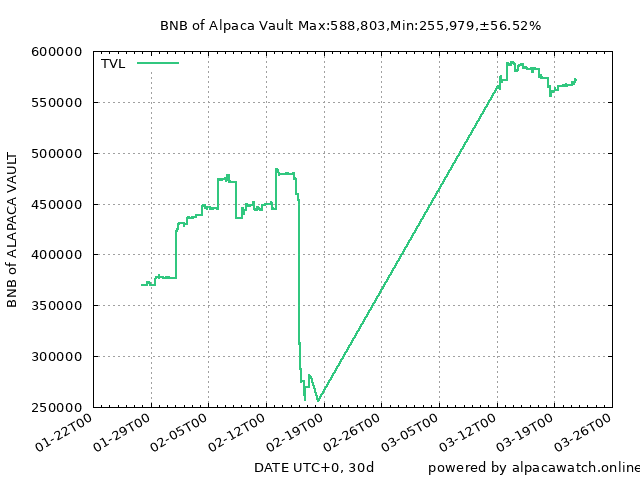 BNB of Alpaca Vault Max:588,803,Min:255,979,±56.52%
TVL
600000
550000
500000
450000
400000
350000
300000
250000
BNB of ALAPACA VAULT
01-22T00
01-29T00
02-05T00
02-12T00
02-19T00
02-26T00
03-05T00
03-12T00
03-19T00
03-26T00
DATE UTC+0, 30d
powered by alpacawatch.online